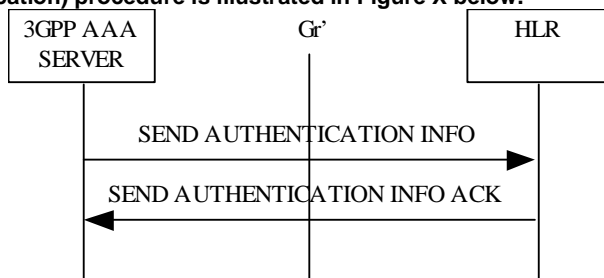 cation) procedure is illustrated in Figure X below.
3GPP AAA
SERVER
Gr'
HLR
SEND AUTHENTICATION INFO
SEND AUTHENTICATION INFO ACK